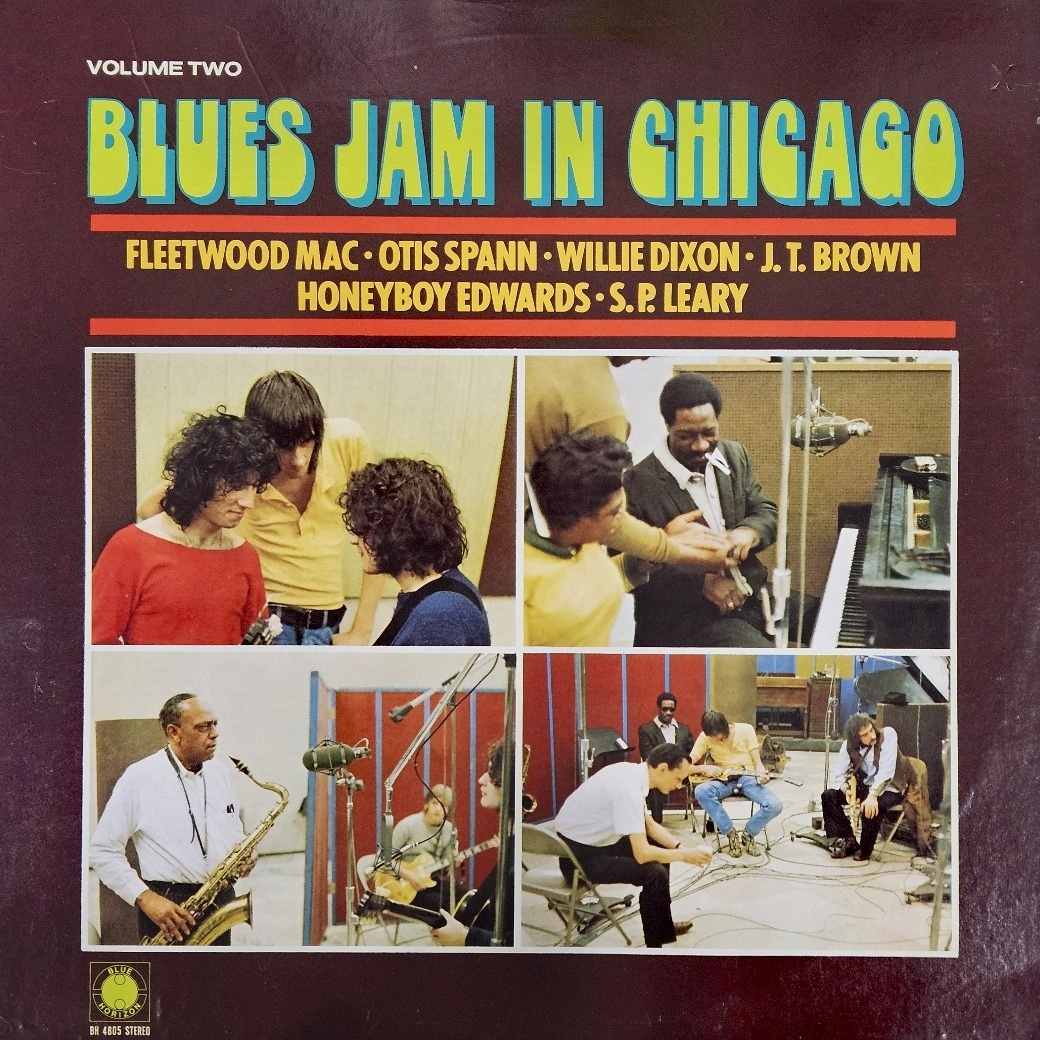 VOLUME TWO
BLUES JAM IN CHICAGO
FLEETWOOD MAC · OTIS SPANN · WILLIE DIXON · J. T. BROWN
HONEYBOY EDWARDS · S. P. LEARY
BLUE
HORIZON
BH 4805 STEREO